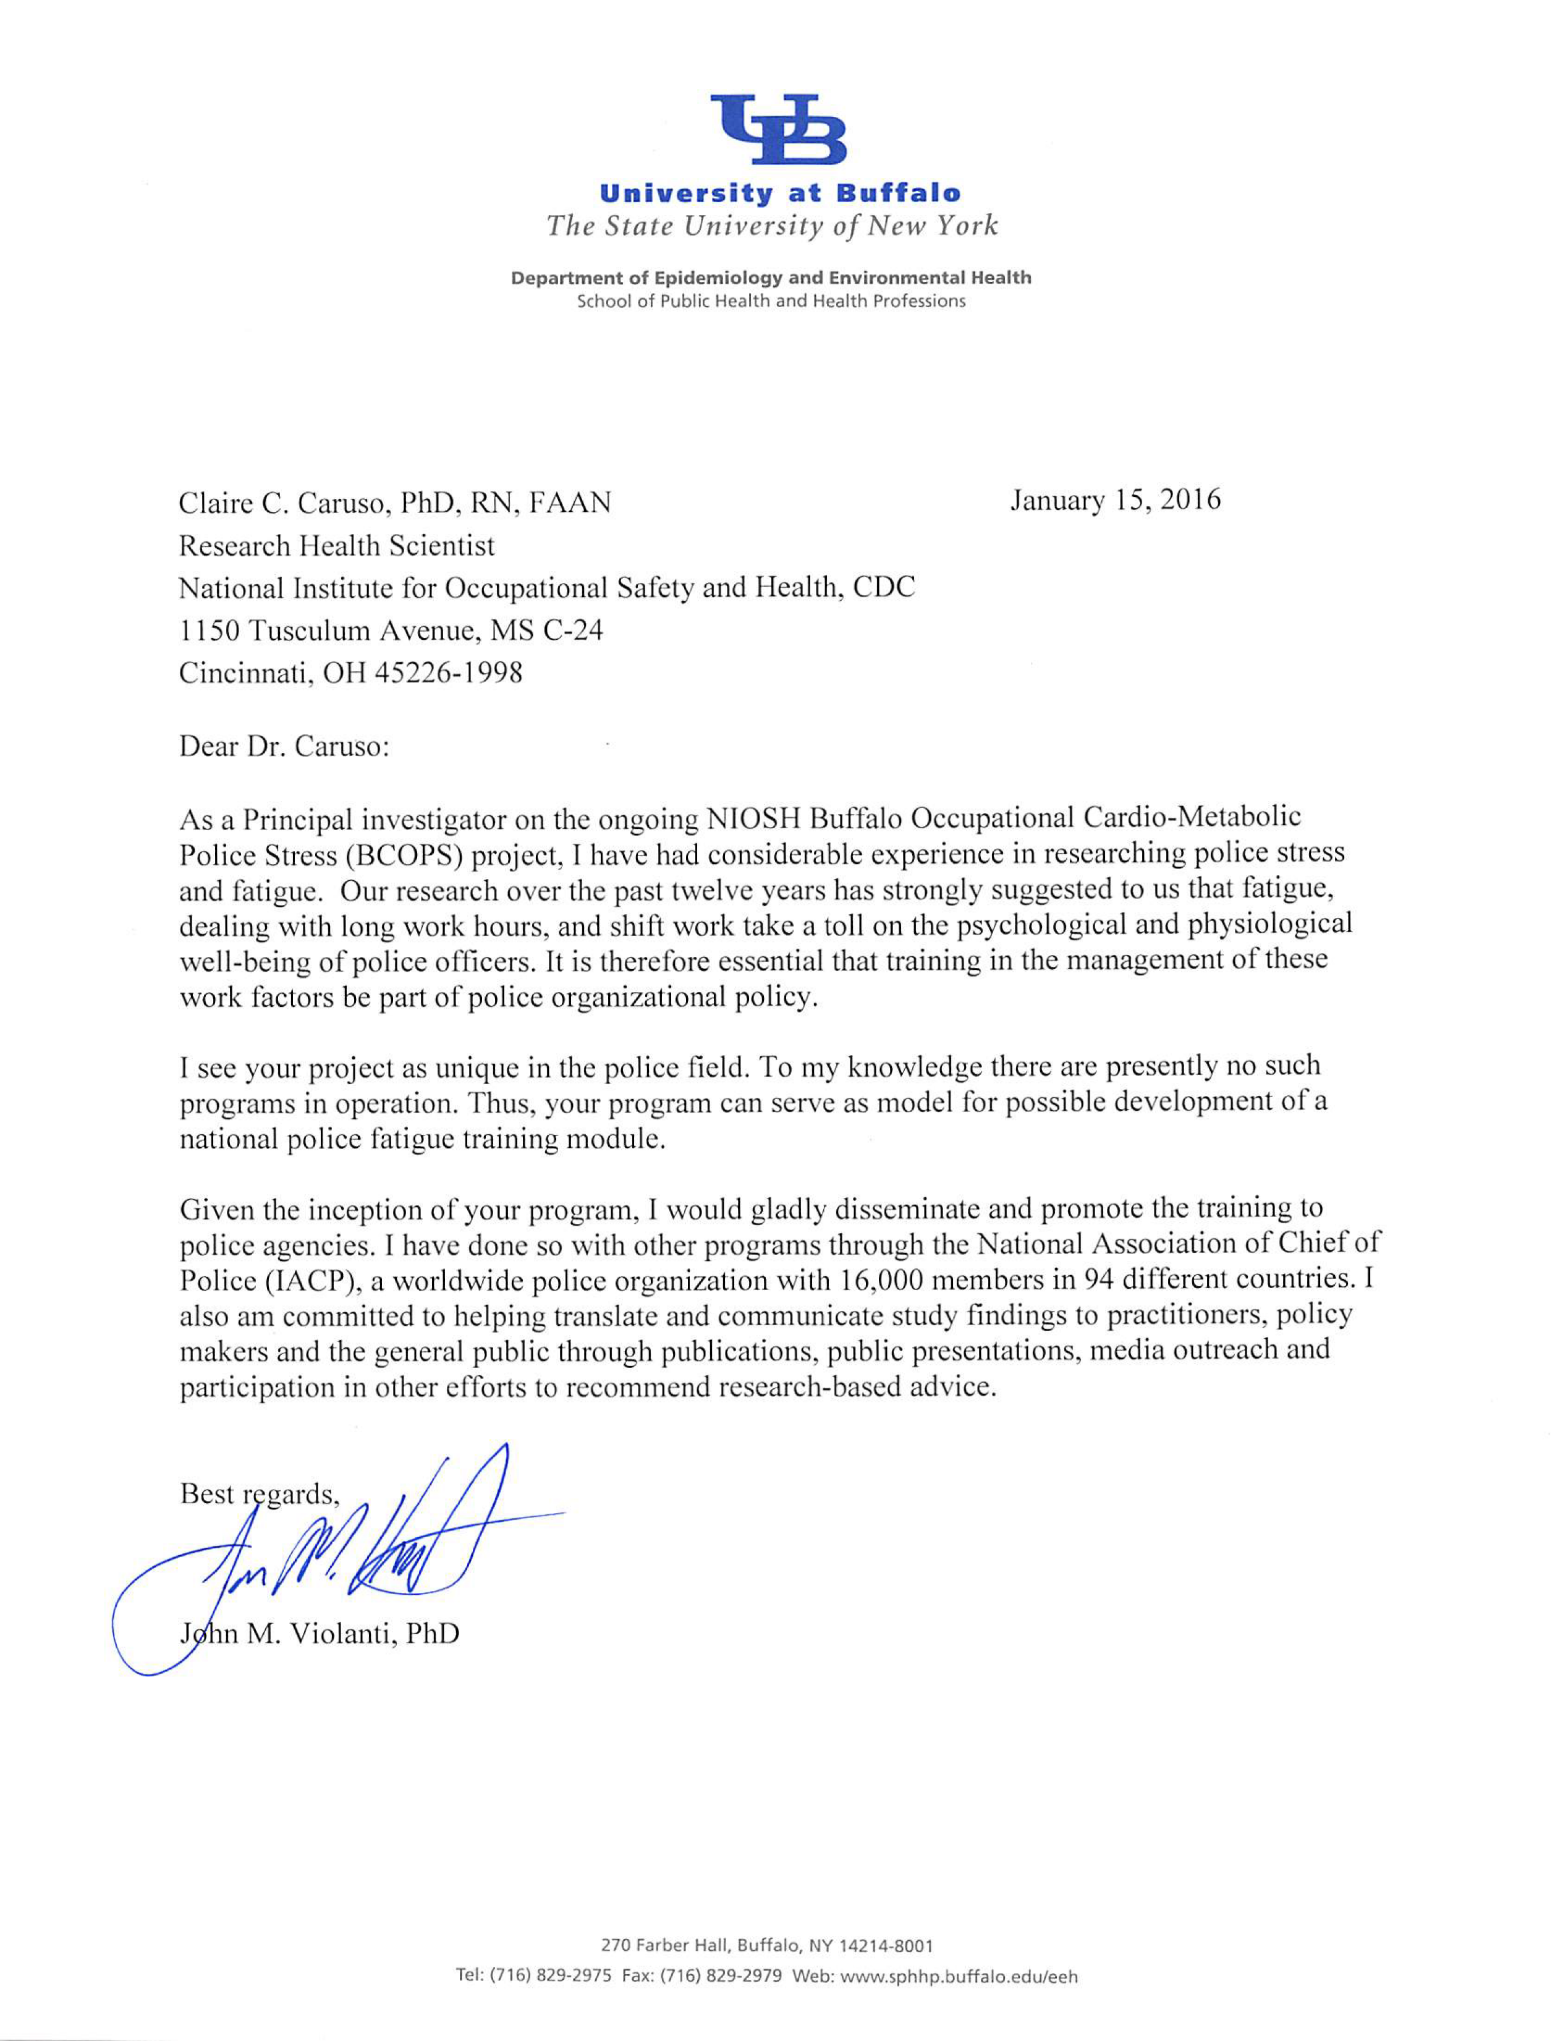 UB
University at Buffalo
The State University of New York
Department of Epidemiology and Environmental Health
School of Public Health and Health Professions
Claire C. Caruso, PhD, RN, FAAN
January 15, 2016
Research Health Scientist
National Institute for Occupational Safety and Health, CDC
1150 Tusculum Avenue, MS C-24
Cincinnati, OH 45226-1998
Dear Dr. Caruso:
As a Principal investigator on the ongoing NIOSH Buffalo Occupational Cardio-Metabolic
Police Stress (BCOPS) project, I have had considerable experience in researching police stress
and fatigue.  Our research over the past twelve years has strongly suggested to us that fatigue,
dealing with long work hours, and shift work take a toll on the psychological and physiological
well-being of police officers. It is therefore essential that training in the management of these
work factors be part of police organizational policy.
I see your project as unique in the police field. To my knowledge there are presently no such
programs in operation. Thus, your program can serve as model for possible development of a
national police fatigue training module.
Given the inception of your program, I would gladly disseminate and promote the training to
police agencies. I have done so with other programs through the National Association of Chief of
Police (IACP), a worldwide police organization with 16,000 members in 94 different countries. I
also am committed to helping translate and communicate study findings to practitioners, policy
makers and the general public through publications, public presentations, media outreach and
participation in other efforts to recommend research-based advice.
Best regards,
John M. Violanti, PhD
270 Farber Hall, Buffalo, NY 14214-8001
Tel: (716) 829-2975  Fax: (716) 829-2979  Web: www.sphhp.buffalo.edu/eeh